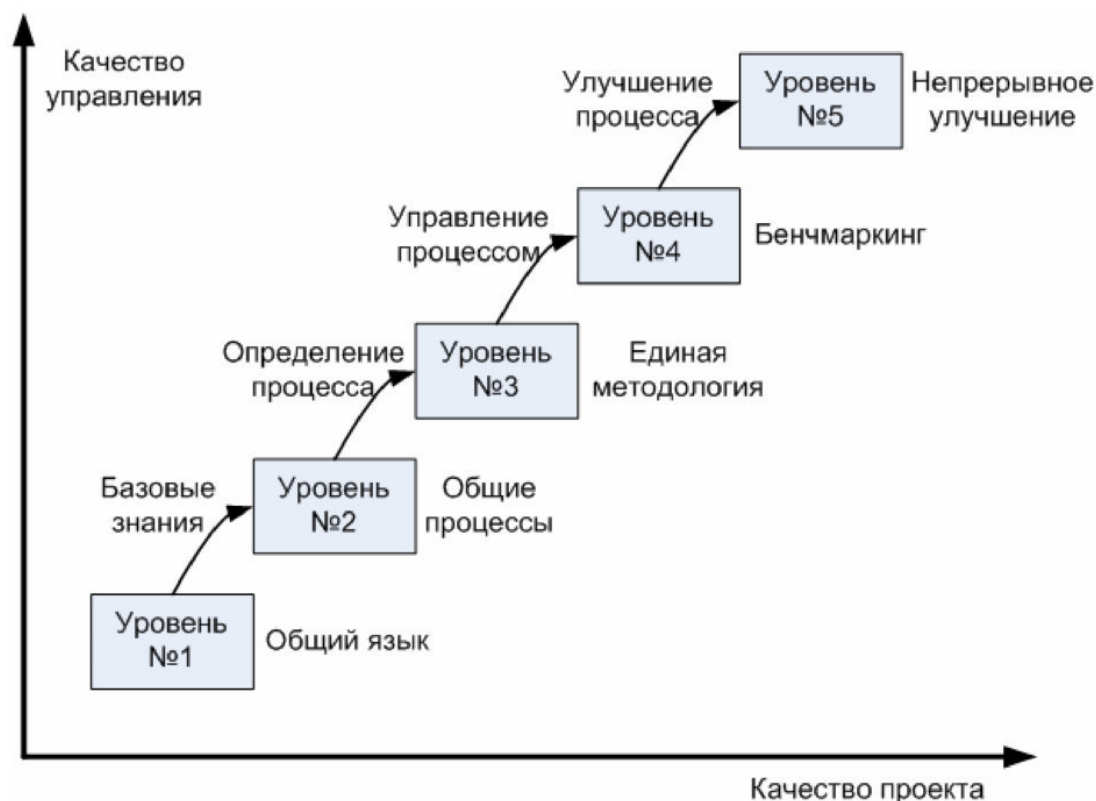 Качество
управления
Улучшение
процесса
Уровень
№5
Непрерывное
улучшение
Управление
процессом
Уровень
№4
Бенчмаркинг
Определение
процесса
Уровень
№3
Единая
методология
Базовые
знания
Уровень
№2
Общие
процессы
Уровень
№1
Общий язык
Качество проекта